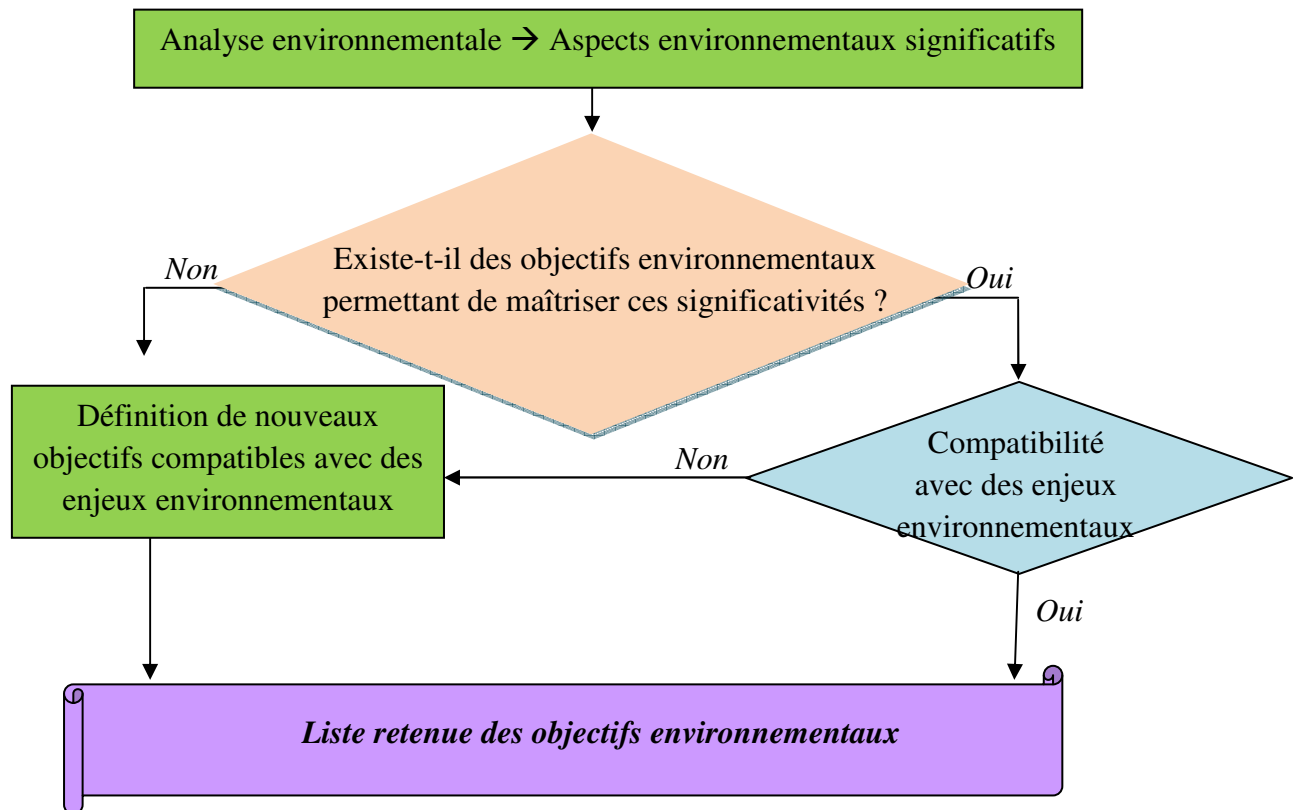 Analyse environnementale → Aspects environnementaux significatifs
Existe-t-il des objectifs environnementaux
permettant de maîtriser ces significativités ?
Non
Oui
Définition de nouveaux
objectifs compatibles avec des
enjeux environnementaux
Non
Compatibilité
avec des enjeux
environnementaux
Oui
Liste retenue des objectifs environnementaux